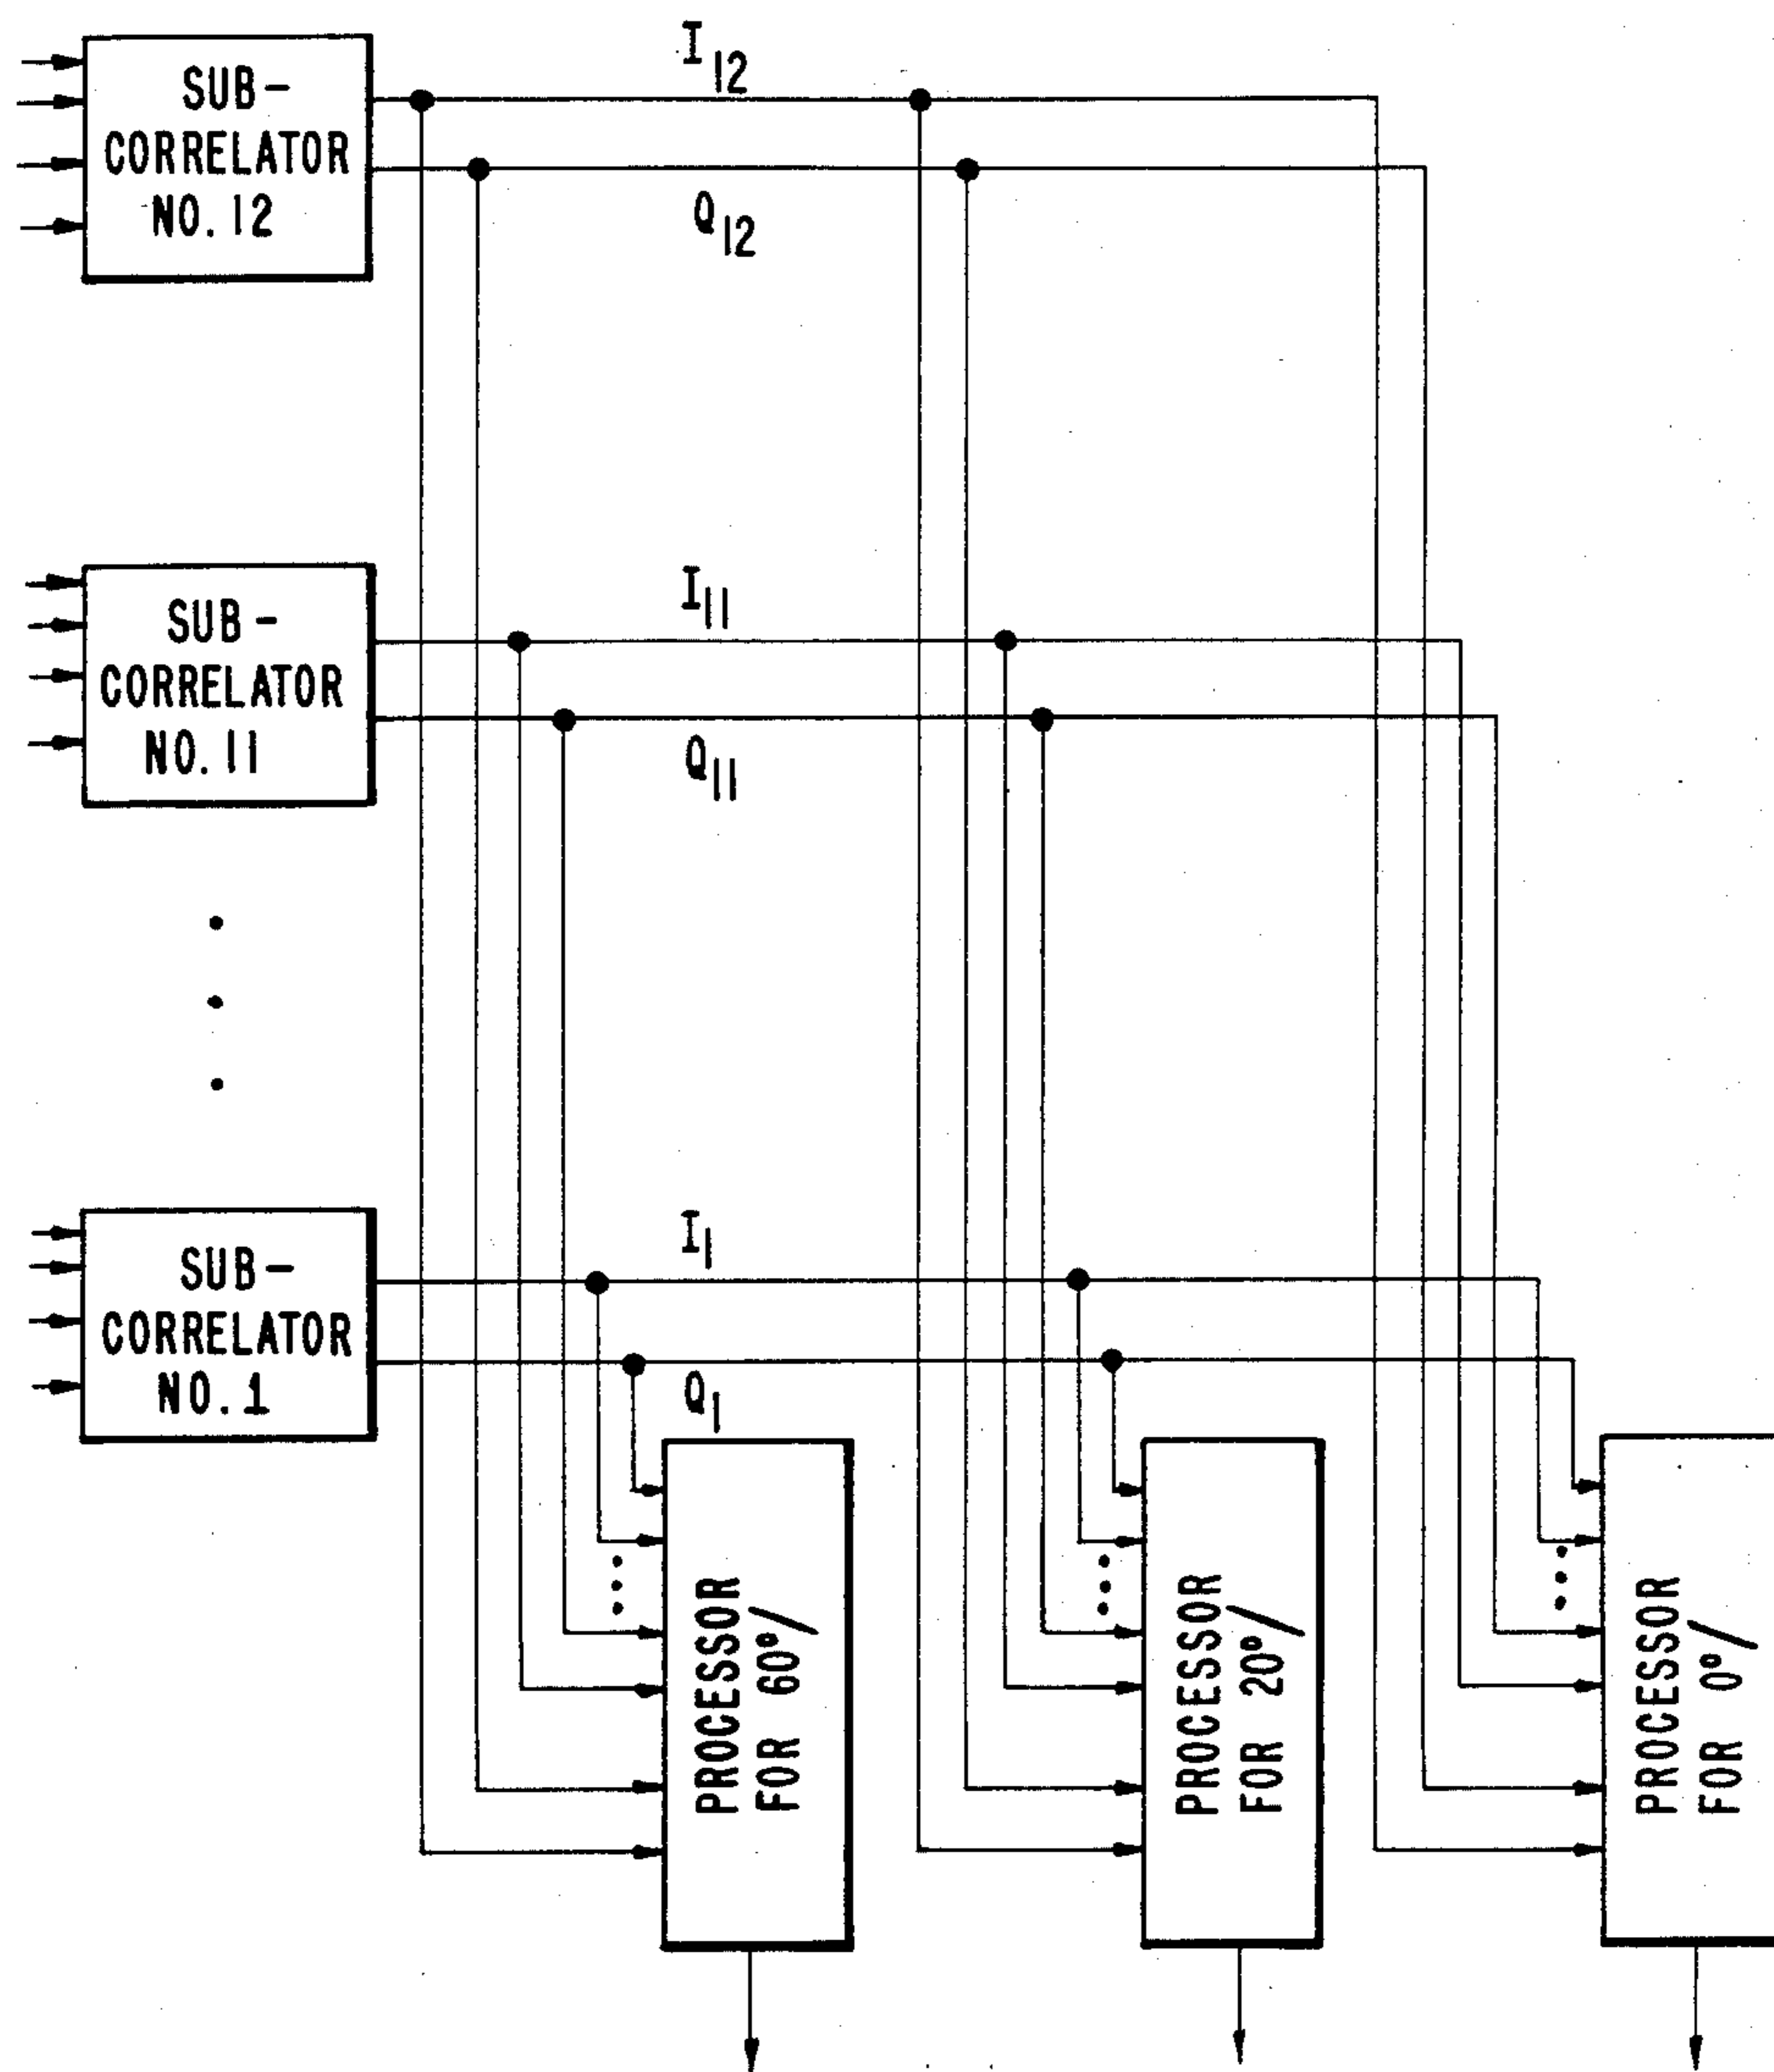 SUB-
CORRELATOR
NO. 12
I12
Q12
SUB-
CORRELATOR
NO. 11
I11
Q11
SUB-
CORRELATOR
NO. 1
I1
Q1
PROCESSOR
FOR 60°/
PROCESSOR
FOR 20°/
PROCESSOR
FOR 0°/